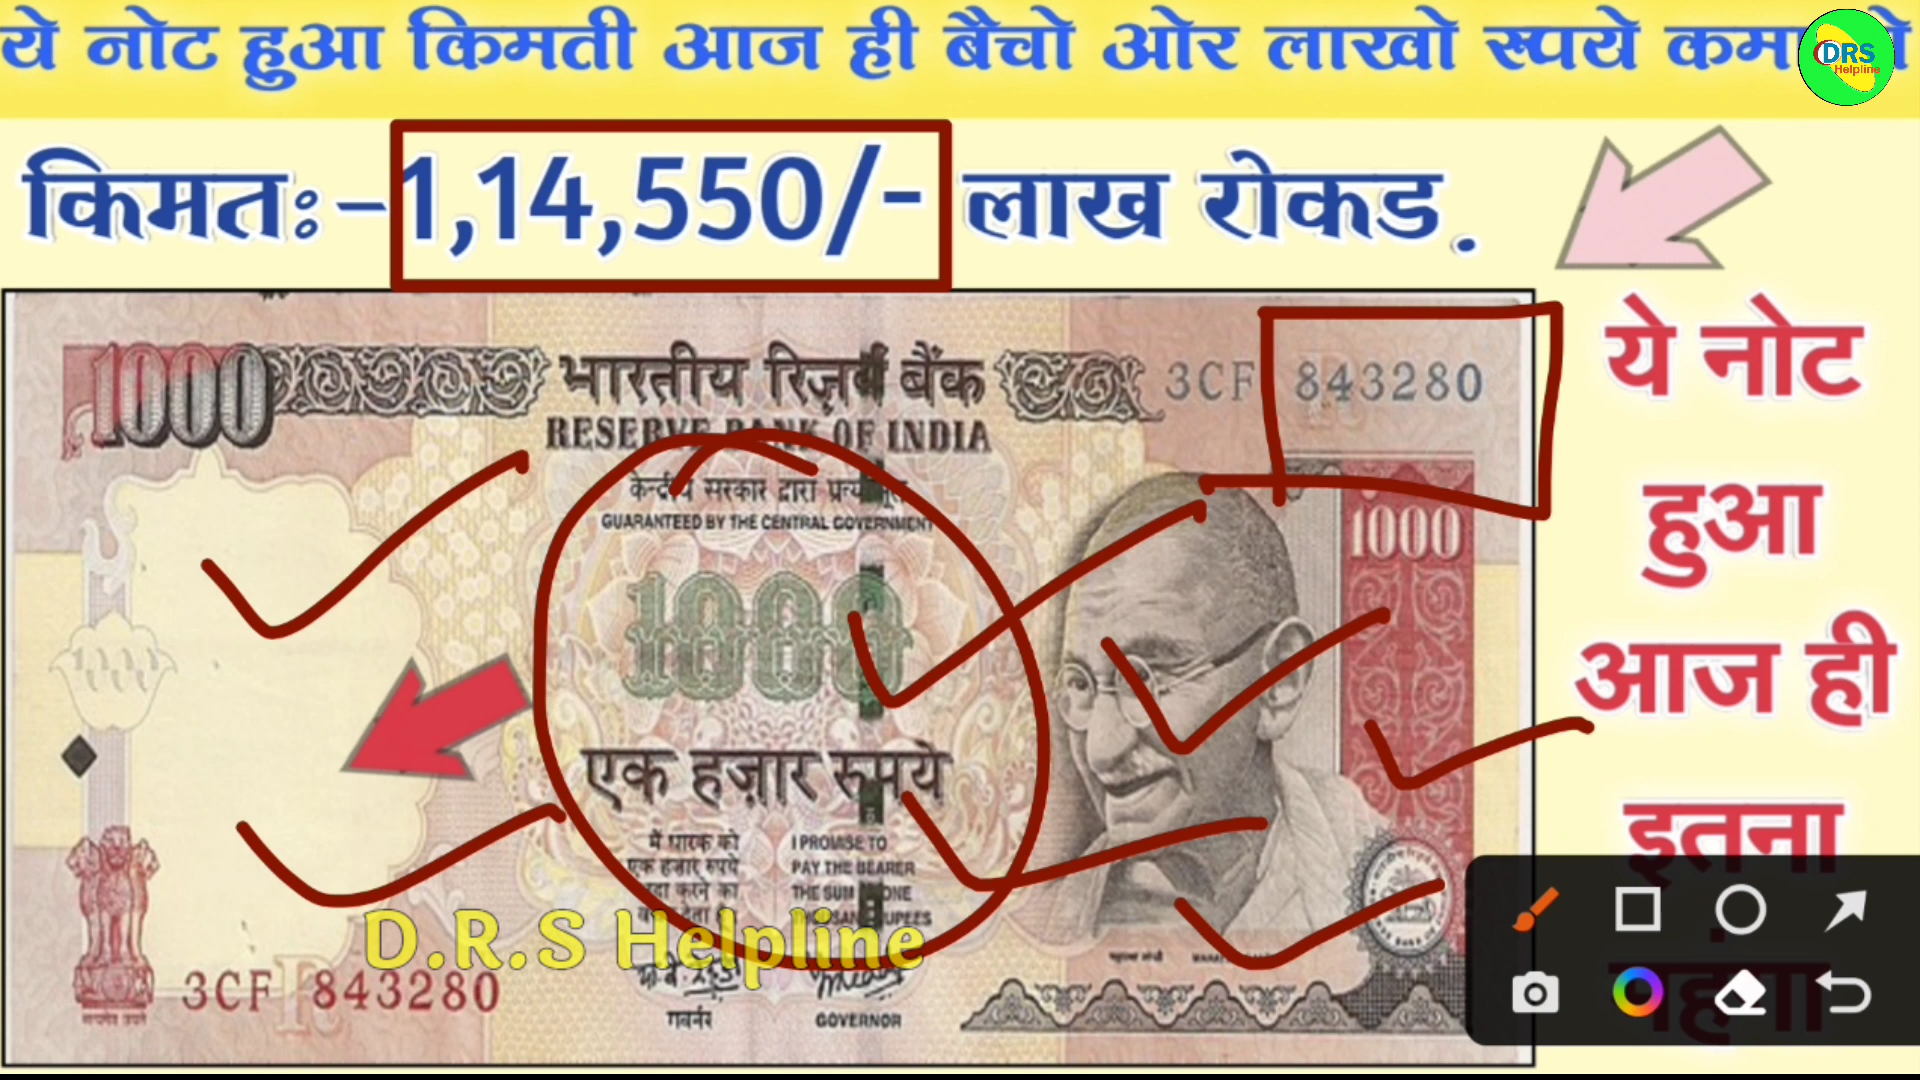 ये नोट हुआ किमती आज ही बैचो ओर लाखो रूपये
DRS
Helpline
किमतः-1,14,550/- लाख रोकड.
ये नोट
हुआ
आज ही
इतना
1000
भारतीय रिज़र्व बैंक
RESERVE BANK OF INDIA
3CF 843280
केन्द्रीय सरकार द्वारा
GUARANTEED BY THE CENTRAL GOVERNMENT
1000
1000
एक हज़ार रुपये
मैं धारक को
एक हज़ार रुपये
करने का
I PROMISE TO
PAY THE BEARER
THE SUM
RUPEES
D.R.S Helpline
3CF 843280
गवर्नर
GOVERNOR